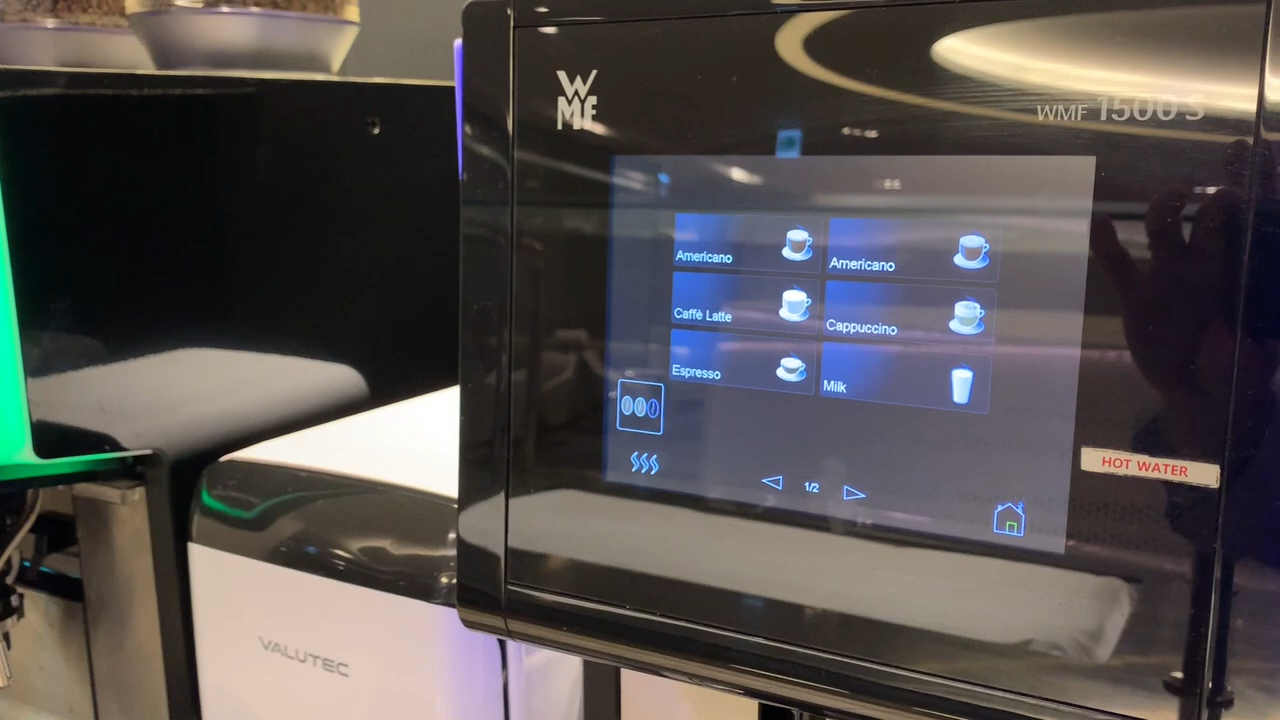 WMF
WMF 1500 S
Americano
Americano
Caffè Latte
Cappuccino
Espresso
Milk
1/2
HOT WATER
VALUTEC